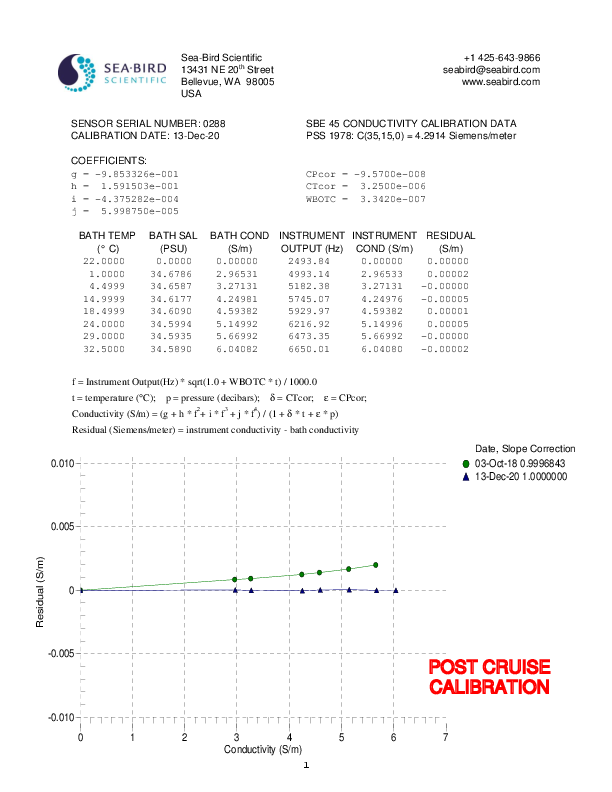 SEA·BIRD
SCIENTIFIC
Sea-Bird Scientific
13431 NE 20th Street
Bellevue, WA 98005
USA
+1 425-643-9866
seabird@seabird.com
www.seabird.com
SENSOR SERIAL NUMBER: 0288
CALIBRATION DATE: 13-Dec-20
SBE 45 CONDUCTIVITY CALIBRATION DATA
PSS 1978: C(35,15,0) = 4.2914 Siemens/meter
COEFFICIENTS:
g = -9.853326e-001
h = 1.591503e-001
i = -4.375282e-004
j = 5.998750e-005
CPcor = -9.5700e-008
CTcor = 3.2500e-006
WBOTC = 3.3420e-007
BATH TEMP BATH SAL BATH COND INSTRUMENT INSTRUMENT RESIDUAL
(° C) (PSU) (S/m) OUTPUT (Hz) COND (S/m) (S/m)
22.0000 0.0000 0.00000 2493.84 0.00000 0.00000
1.0000 34.6786 2.96531 4993.14 2.96533 0.00002
4.4999 34.6587 3.27131 5182.38 3.27131 -0.00000
14.9999 34.6177 4.24981 5745.07 4.24976 -0.00005
18.4999 34.6090 4.59382 5929.97 4.59382 0.00001
24.0000 34.5994 5.14992 6216.92 5.14996 0.00005
29.0000 34.5935 5.66992 6473.35 5.66992 -0.00000
32.5000 34.5890 6.04082 6650.01 6.04080 -0.00002
f = Instrument Output(Hz) * sqrt(1.0 + WBOTC * t) / 1000.0
t = temperature (°C); p = pressure (decibars); δ = CTcor; ε = CPcor;
Conductivity (S/m) = (g + h * f² + i * f³ + j * f⁴) / (1 + δ * t + ε * p)
Residual (Siemens/meter) = instrument conductivity - bath conductivity
Date, Slope Correction
03-Oct-18 0.9996843
13-Dec-20 1.0000000
0.010
0.005
0
-0.005
-0.010
Residual (S/m)
POST CRUISE
CALIBRATION
0 1 2 3 4 5 6 7
Conductivity (S/m)
1